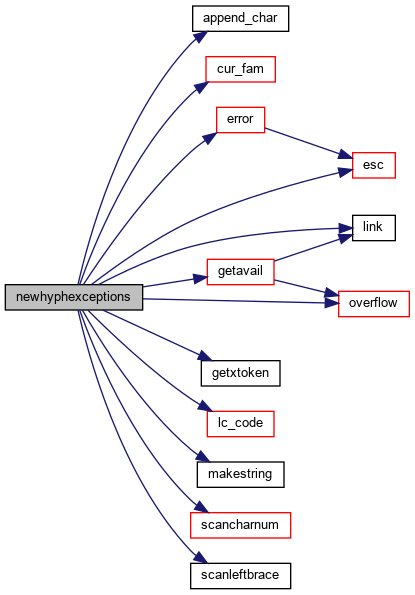 append_char
cur_fam
error
esc
link
newhyphexceptions
getavail
overflow
getxtoken
lc_code
makestring
scancharnum
scanleftbrace